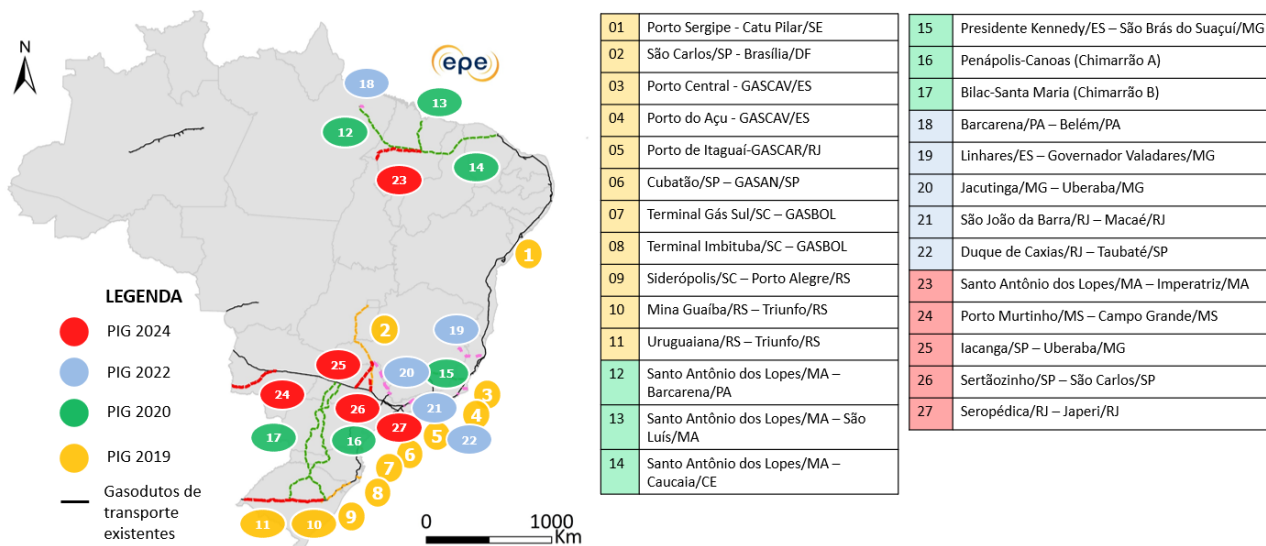 N
epe
18
13
12
14
23
1
LEGENDA
PIG 2024
PIG 2022
PIG 2020
PIG 2019
Gasodutos de
transporte
existentes
2
19
25
20
15
24
3
26
21
4
27
17
16
5
22
6
7
8
11
10
9
0 1000
Km
01 Porto Sergipe - Catu Pilar/SE
02 São Carlos/SP - Brasília/DF
03 Porto Central - GASCAV/ES
04 Porto do Açu - GASCAV/ES
05 Porto de Itaguaí-GASCAR/RJ
06 Cubatão/SP – GASAN/SP
07 Terminal Gás Sul/SC – GASBOL
08 Terminal Imbituba/SC – GASBOL
09 Siderópolis/SC – Porto Alegre/RS
10 Mina Guaíba/RS – Triunfo/RS
11 Uruguaiana/RS – Triunfo/RS
12 Santo Antônio dos Lopes/MA –
Barcarena/PA
13 Santo Antônio dos Lopes/MA – São
Luís/MA
14 Santo Antônio dos Lopes/MA –
Caucaia/CE
15 Presidente Kennedy/ES – São Brás do Suaçuí/MG
16 Penápolis-Canoas (Chimarrão A)
17 Bilac-Santa Maria (Chimarrão B)
18 Barcarena/PA – Belém/PA
19 Linhares/ES – Governador Valadares/MG
20 Jacutinga/MG – Uberaba/MG
21 São João da Barra/RJ – Macaé/RJ
22 Duque de Caxias/RJ – Taubaté/SP
23 Santo Antônio dos Lopes/MA – Imperatriz/MA
24 Porto Murtinho/MS – Campo Grande/MS
25 Iacanga/SP – Uberaba/MG
26 Sertãozinho/SP – São Carlos/SP
27 Seropédica/RJ – Japeri/RJ